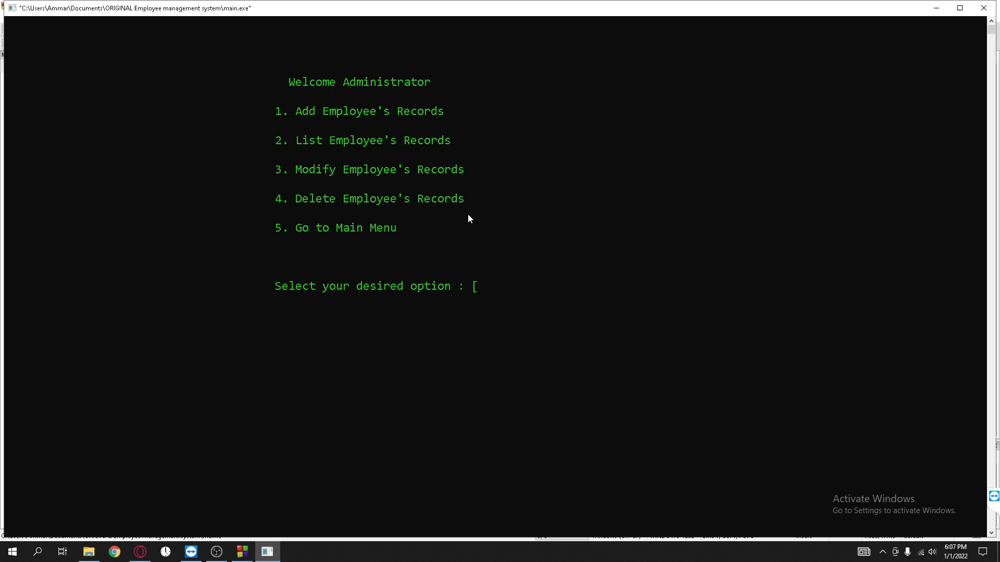 "C:\Users\Ammar\Documents\ORIGINAL Employee management system\main.exe"
Welcome Administrator
1. Add Employee's Records
2. List Employee's Records
3. Modify Employee's Records
4. Delete Employee's Records
5. Go to Main Menu
Select your desired option : [
Activate Windows
Go to Settings to activate Windows.
6:07 PM
1/1/2022